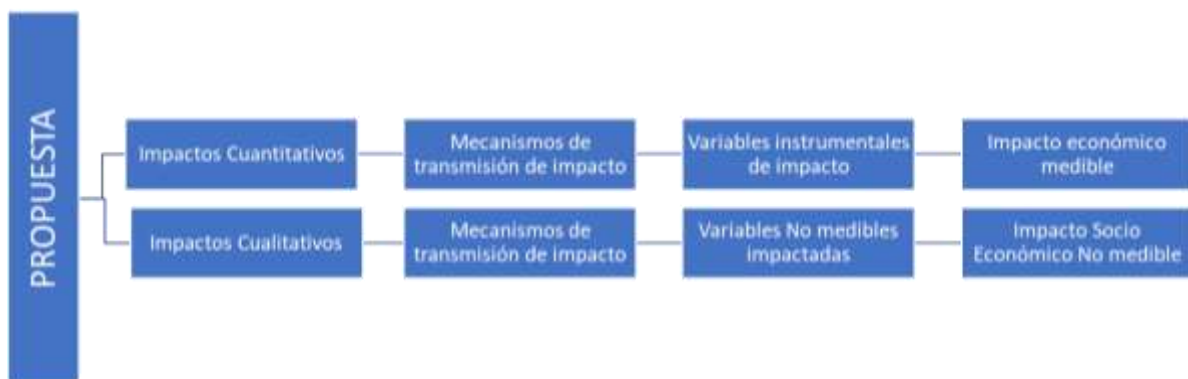 PROPUESTA
Impactos Cuantitativos
Mecanismos de
transmisión de impacto
Variables instrumentales
de impacto
Impacto económico
medible
Impactos Cualitativos
Mecanismos de
transmisión de impacto
Variables No medibles
impactadas
Impacto Socio
Económico No medible